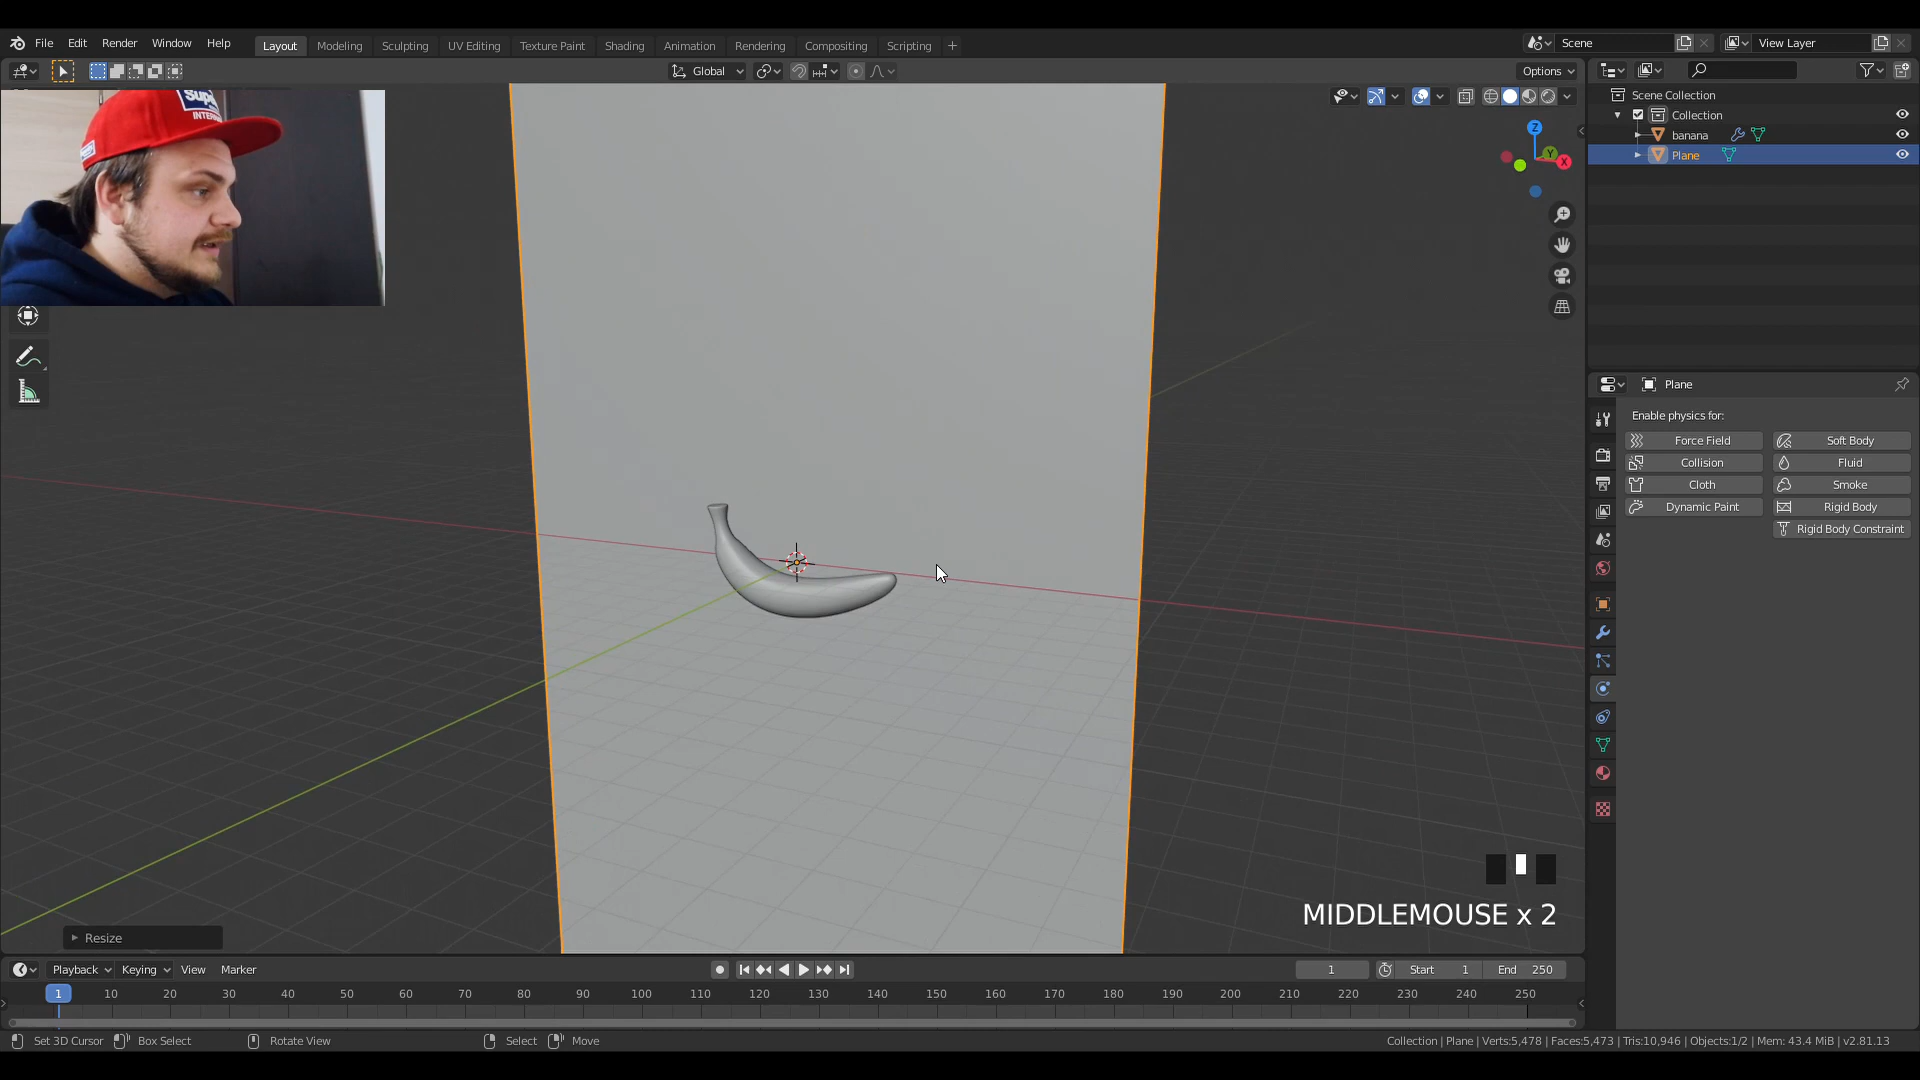 File Edit Render Window Help
Layout Modeling Sculpting UV Editing Texture Paint Shading Animation Rendering Compositing Scripting +
Scene
View Layer
Global
Options
INTERN
Z
Y
X
Scene Collection
Collection
banana
Plane
Plane
Enable physics for:
Force Field Soft Body
Collision Fluid
Cloth Smoke
Dynamic Paint Rigid Body
Rigid Body Constraint
MIDDLEMOUSE x 2
Resize
Playback Keying View Marker
1 Start 1 End 250
1 10 20 30 40 50 60 70 80 90 100 110 120 130 140 150 160 170 180 190 200 210 220 230 240 250
Set 3D Cursor Box Select Rotate View Select Move
Collection | Plane | Verts:5,478 | Faces:5,473 | Tris:10,946 | Objects:1/2 | Mem: 43.4 MiB | v2.81.13